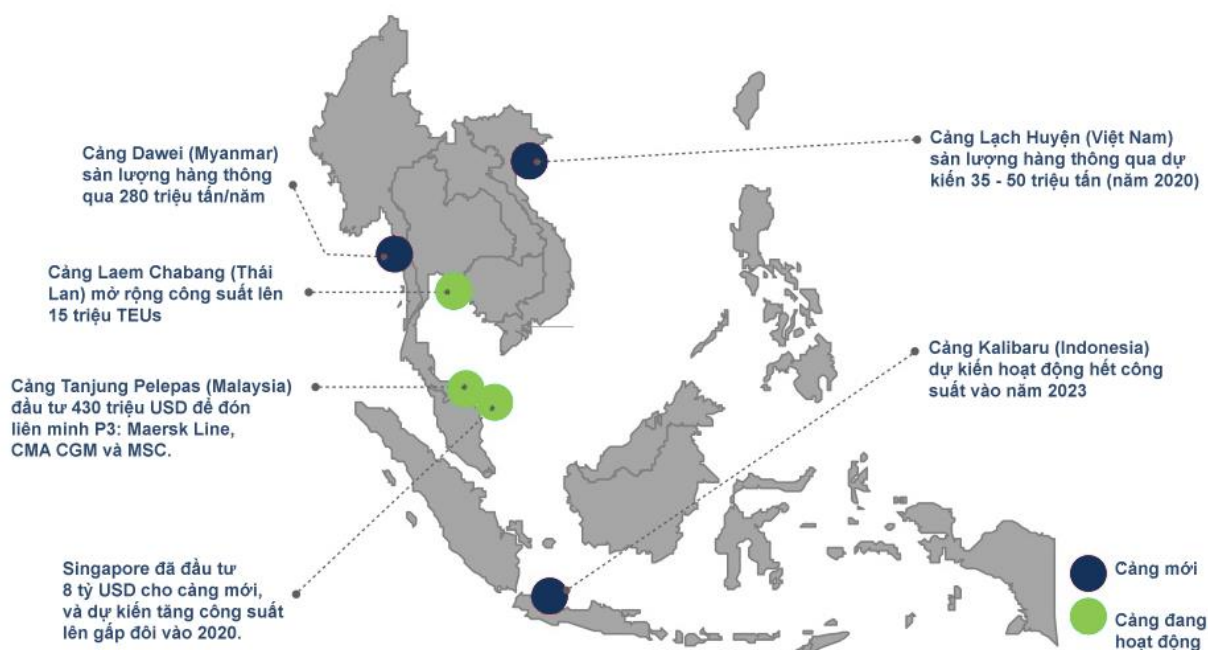 Cảng Dawei (Myanmar)
sản lượng hàng thông
qua 280 triệu tấn/năm
Cảng Laem Chabang (Thái
Lan) mở rộng công suất lên
15 triệu TEUs
Cảng Tanjung Pelepas (Malaysia)
đầu tư 430 triệu USD để đón
liên minh P3: Maersk Line,
CMA CGM và MSC.
Singapore đã đầu tư
8 tỷ USD cho cảng mới,
và dự kiến tăng công suất
lên gấp đôi vào 2020.
Cảng Lạch Huyện (Việt Nam)
sản lượng hàng thông qua dự
kiến 35 - 50 triệu tấn (năm 2020)
Cảng Kalibaru (Indonesia)
dự kiến hoạt động hết công
suất vào năm 2023
Cảng mới
Cảng đang
hoạt động